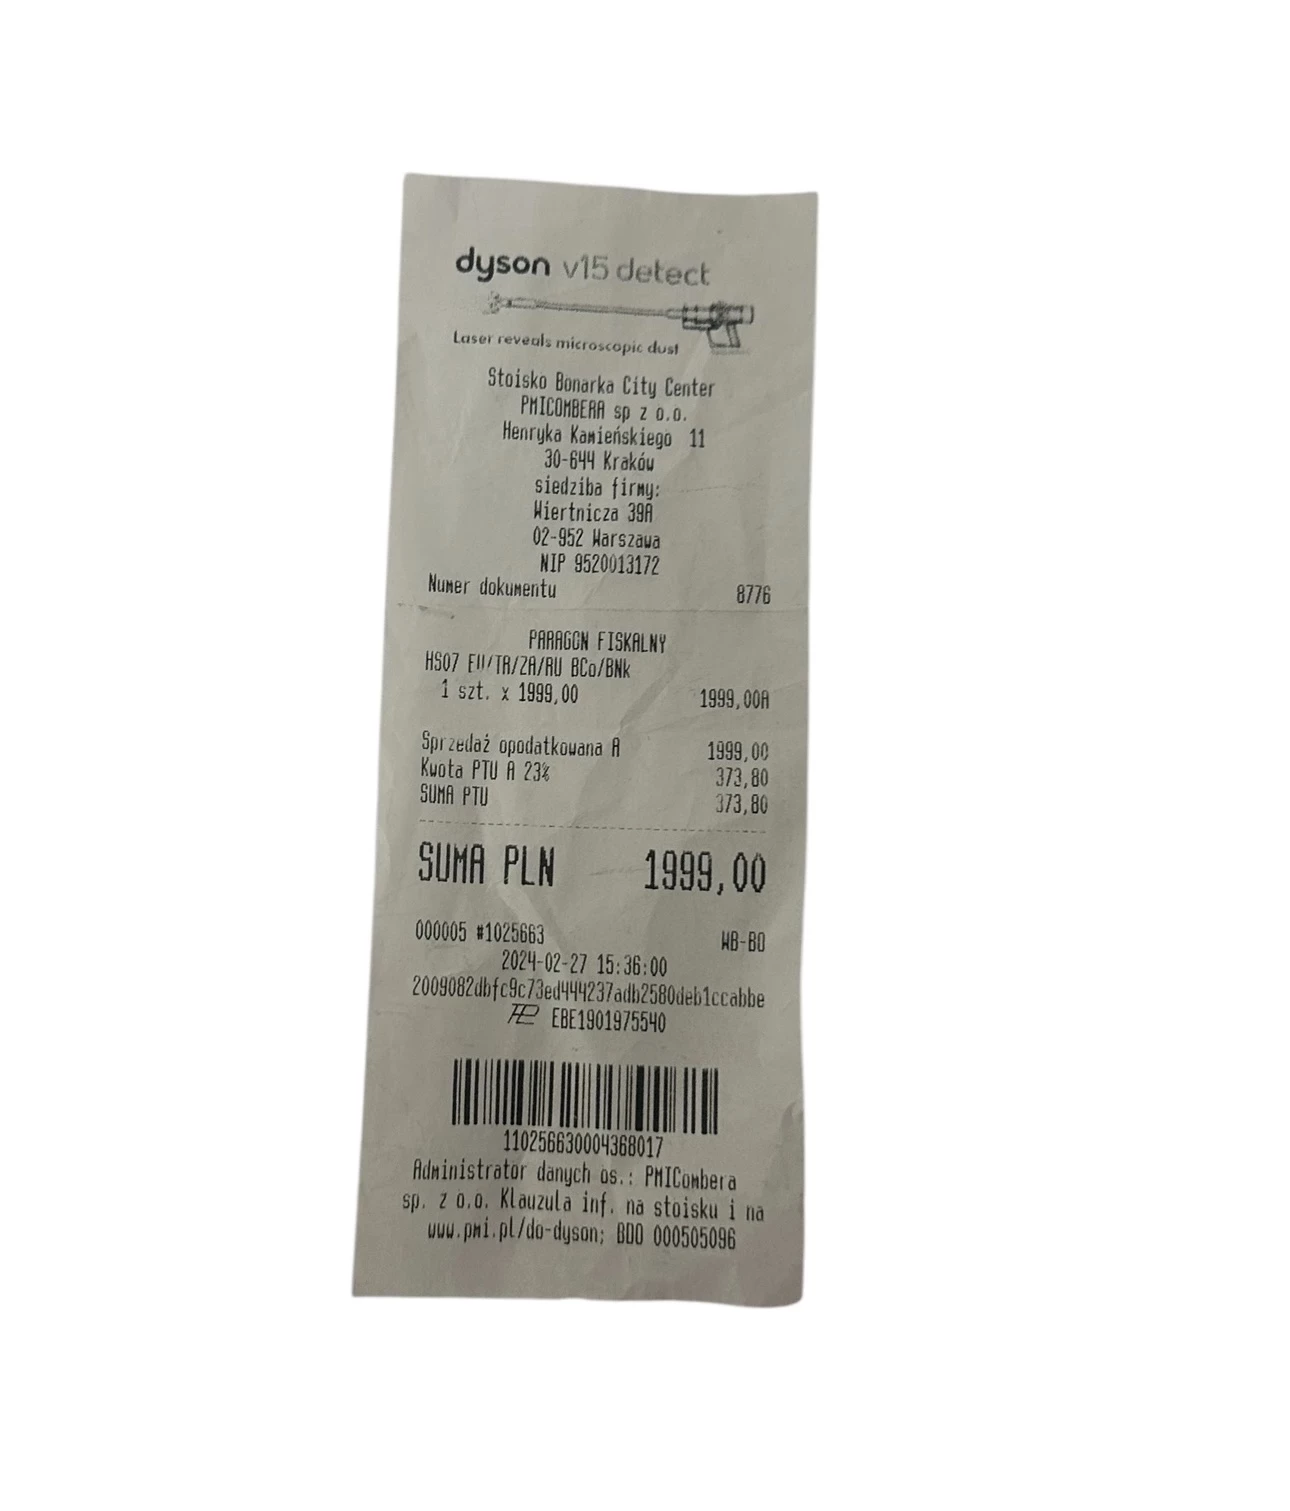 dyson v15 detect
Laser reveals microscopic dust
Stoisko Bonarka City Center
PMICOMBERA sp z o.o.
Henryka Kamieńskiego 11
30-644 Kraków
siedziba firmy:
Wiertnicza 39A
02-952 Warszawa
NIP 9520013172
Numer dokumentu 8776
PARAGON FISKALNY
HS07 EU/TR/ZA/RU BCo/BNk
1 szt. x 1999,00 1999,00A
Sprzedaż opodatkowana A 1999,00
Kwota PTU A 23% 373,80
SUMA PTU 373,80
SUMA PLN 1999,00
000005 #1025663 WB-BO
2024-02-27 15:36:00
2009082dbfc9c73ed444237adb2580deb1ccabbe
EBE1901975540
110256630004368017
Administrator danych os.: PMICombera
sp. z o.o. Klauzula inf. na stoisku i na
www.pmi.pl/do-dyson; BDO 000505096